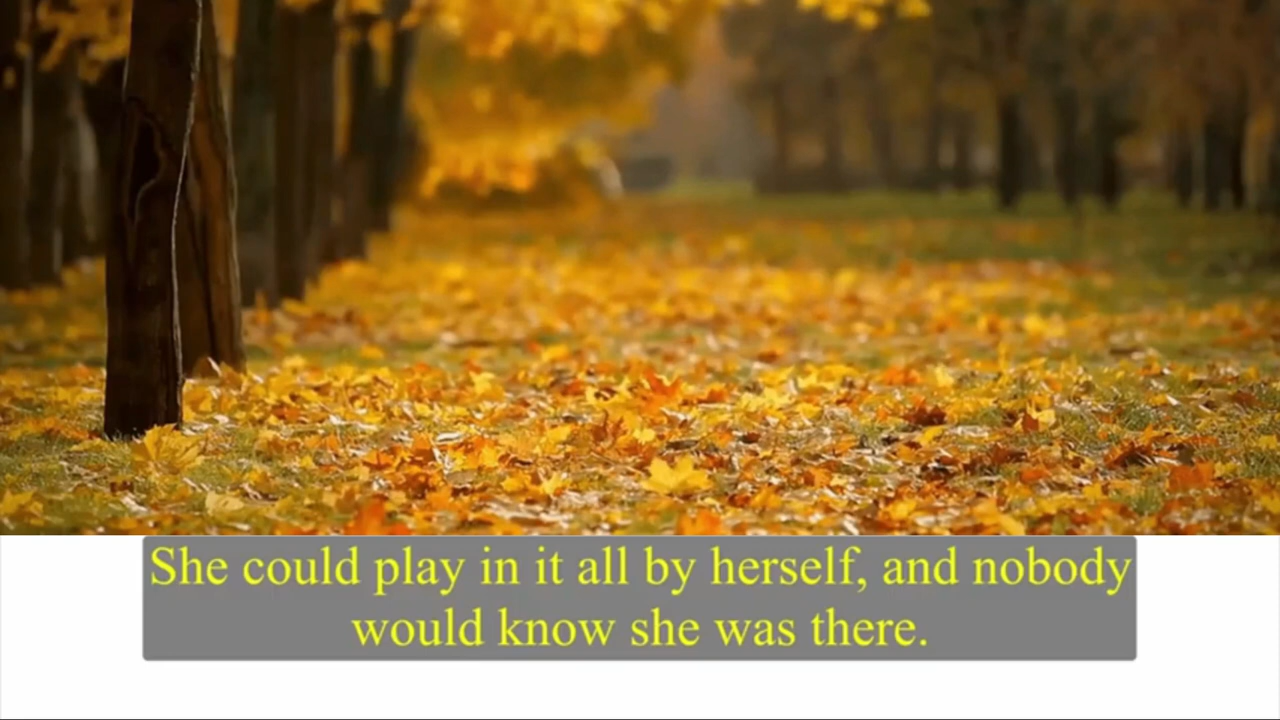 She could play in it all by herself, and nobody
would know she was there.